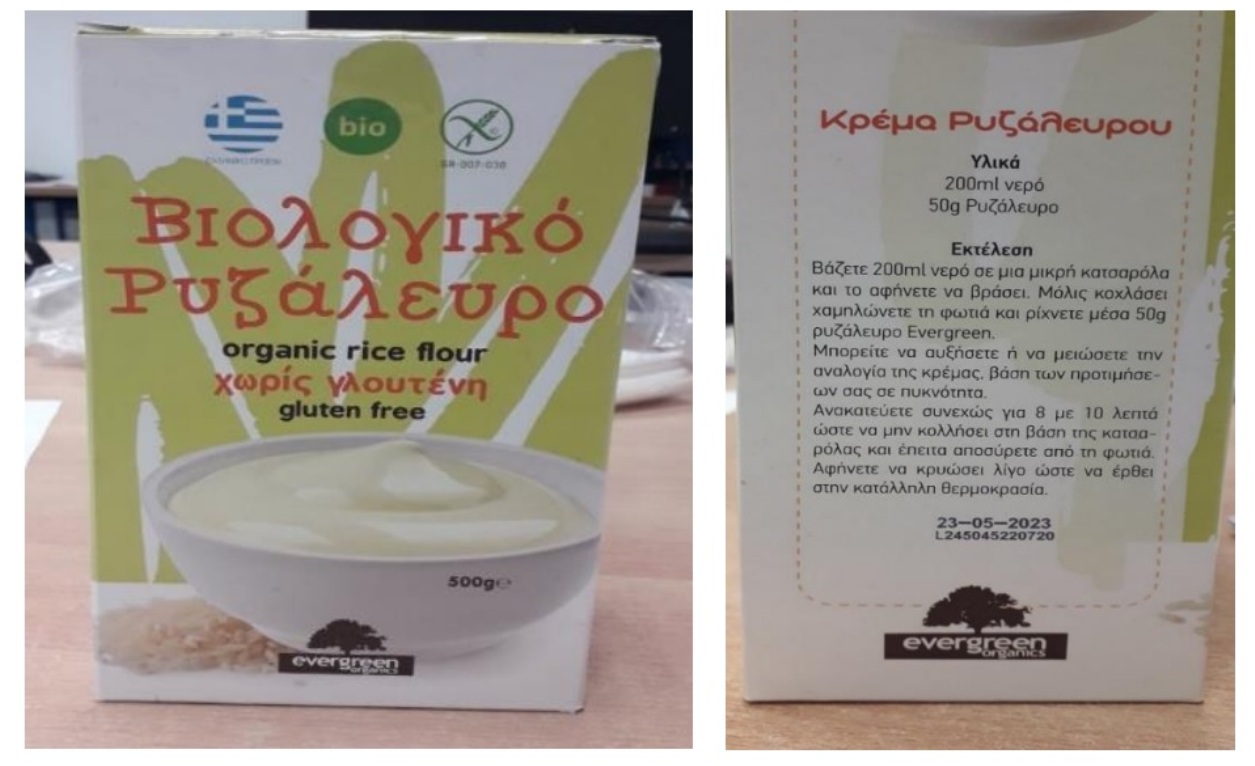 bio
ΕΛΛΗΝΙΚΟ ΠΡΟΪΟΝ
GR-007-030
Βιολογικό
Ρυζάλευρο
organic rice flour
χωρίς γλουτένη
gluten free
500g℮
evergreen
organics
Κρέμα Ρυζάλευρου
Υλικά
200ml νερό
50g Ρυζάλευρο
Εκτέλεση
Βάζετε 200ml νερό σε μια μικρή κατσαρόλα
και το αφήνετε να βράσει. Μόλις κοχλάσει
χαμηλώνετε τη φωτιά και ρίχνετε μέσα 50g
ρυζάλευρο Evergreen.
Μπορείτε να αυξήσετε ή να μειώσετε την
αναλογία της κρέμας, βάση των προτιμήσε-
ων σας σε πυκνότητα.
Ανακατεύετε συνεχώς για 8 με 10 λεπτά
ώστε να μην κολλήσει στη βάση της κατσα-
ρόλας και έπειτα αποσύρετε από τη φωτιά.
Αφήνετε να κρυώσει λίγο ώστε να έρθει
στην κατάλληλη θερμοκρασία.
23-05-2023
L245045220720
evergreen
organics